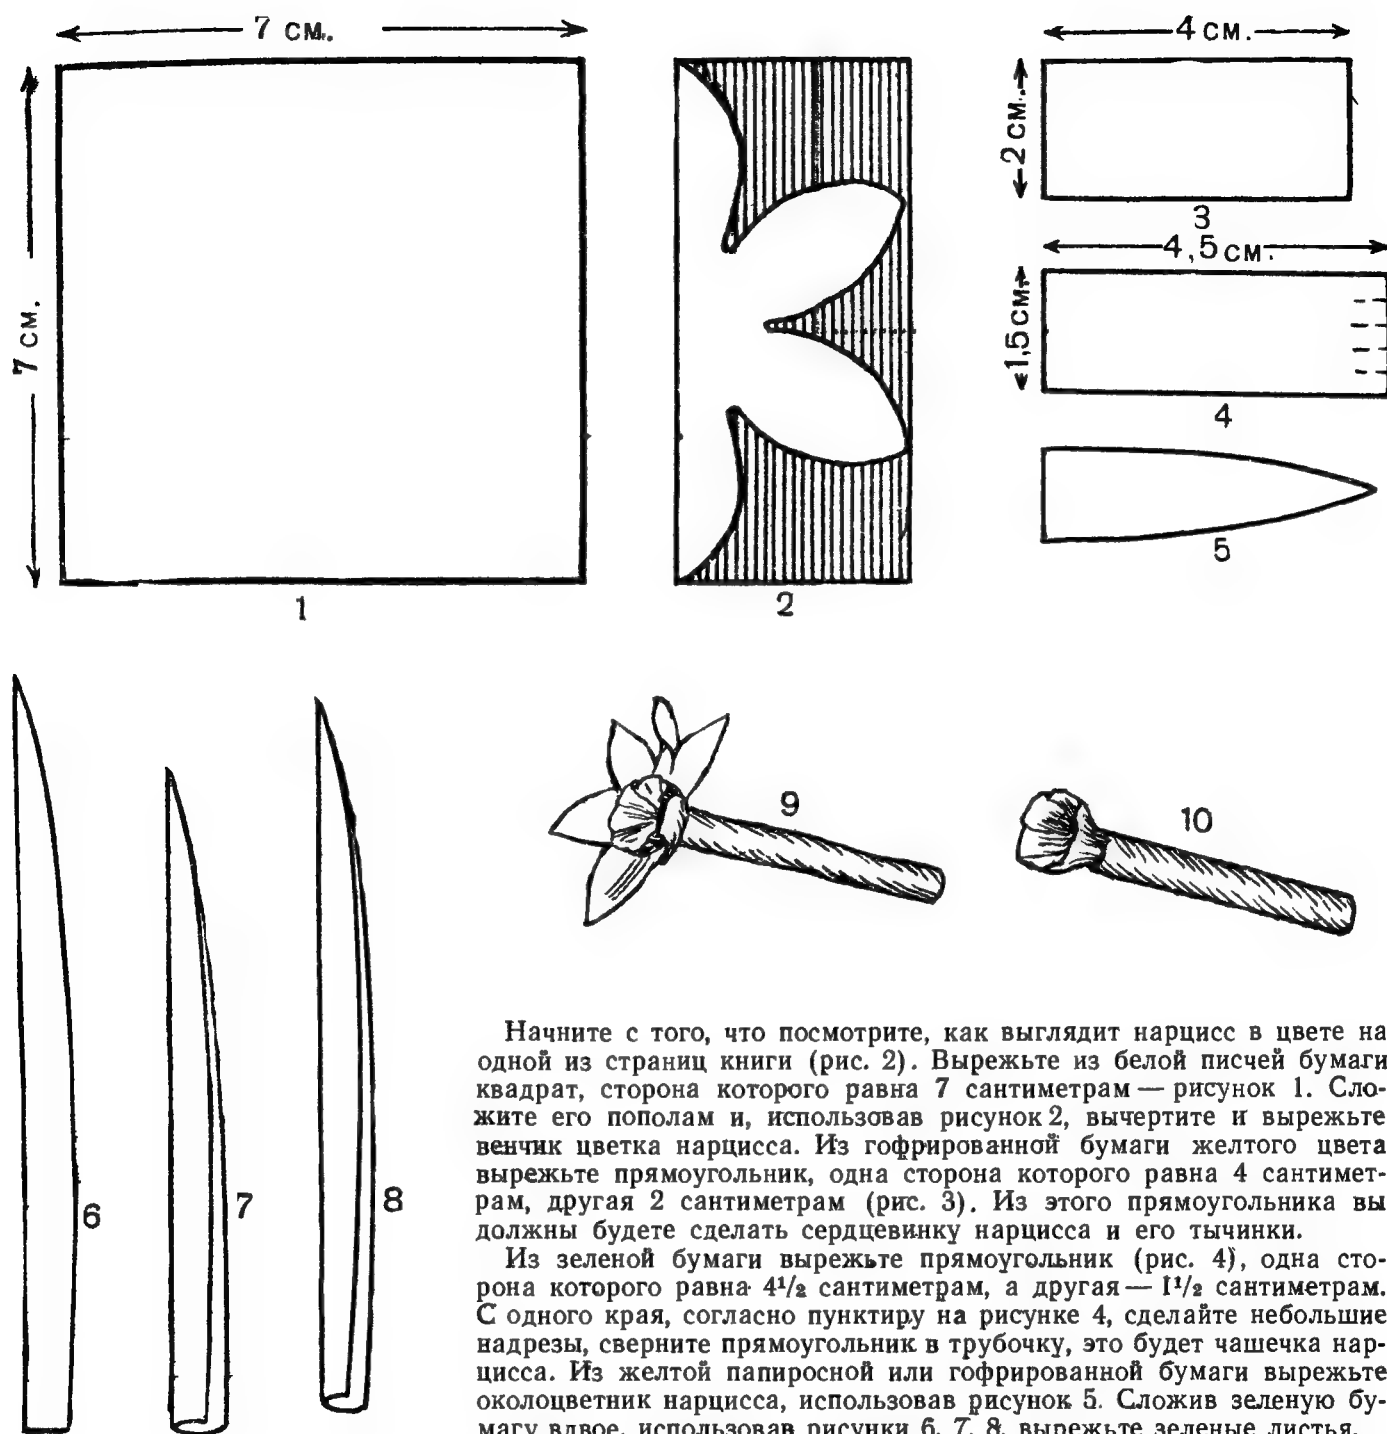 7 см.
4 см.
7 см.
2 см.
3
4,5 см.
1,5 см.
4
5
1
2
6
7
8
9
10
Начните с того, что посмотрите, как выглядит нарцисс в цвете на
одной из страниц книги (рис. 2). Вырежьте из белой писчей бумаги
квадрат, сторона которого равна 7 сантиметрам — рисунок 1. Сло-
жите его пополам и, использовав рисунок 2, вычертите и вырежьте
венчик цветка нарцисса. Из гофрированной бумаги желтого цвета
вырежьте прямоугольник, одна сторона которого равна 4 сантимет-
рам, другая 2 сантиметрам (рис. 3). Из этого прямоугольника вы
должны будете сделать сердцевинку нарцисса и его тычинки.
Из зеленой бумаги вырежьте прямоугольник (рис. 4), одна сто-
рона которого равна 4¹/₂ сантиметрам, а другая — 1¹/₂ сантиметрам.
С одного края, согласно пунктиру на рисунке 4, сделайте небольшие
надрезы, сверните прямоугольник в трубочку, это будет чашечка нар-
цисса. Из желтой папиросной или гофрированной бумаги вырежьте
околоцветник нарцисса, использовав рисунок 5. Сложив зеленую бу-
магу вдвое, использовав рисунки 6, 7, 8, вырежьте зеленые листья.